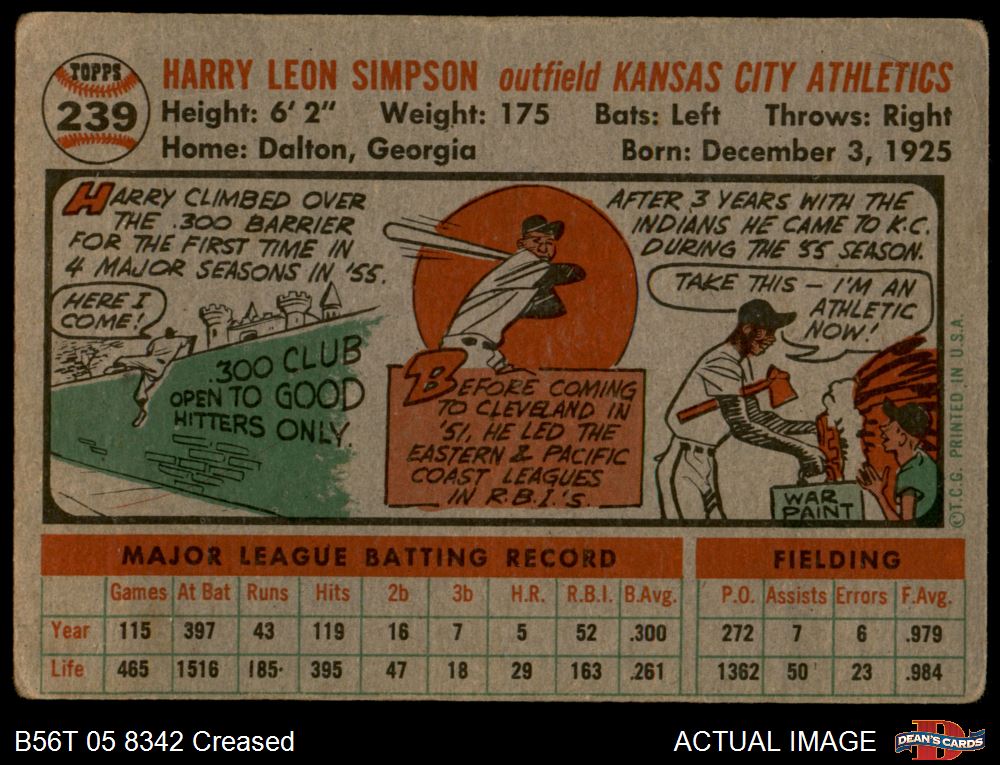 TOPPS
239
HARRY LEON SIMPSON outfield KANSAS CITY ATHLETICS
Height: 6' 2" Weight: 175 Bats: Left Throws: Right
Home: Dalton, Georgia Born: December 3, 1925
HARRY CLIMBED OVER
THE .300 BARRIER
FOR THE FIRST TIME IN
4 MAJOR SEASONS IN '55.
HERE I
COME!
.300 CLUB
OPEN TO GOOD
HITTERS ONLY.
BEFORE COMING
TO CLEVELAND IN
'51, HE LED THE
EASTERN & PACIFIC
COAST LEAGUES
IN R.B.I.'S.
AFTER 3 YEARS WITH THE
INDIANS HE CAME TO K.C.
DURING THE '55 SEASON.
TAKE THIS – I'M AN
ATHLETIC
NOW!
WAR
PAINT
©T.C.G. PRINTED IN U.S.A.
MAJOR LEAGUE BATTING RECORD FIELDING
Games At Bat Runs Hits 2b 3b H.R. R.B.I. B.Avg. P.O. Assists Errors F.Avg.
Year 115 397 43 119 16 7 5 52 .300 272 7 6 .979
Life 465 1516 185 395 47 18 29 163 .261 1362 50 23 .984
B56T 05 8342 Creased ACTUAL IMAGE
DEAN'S CARDS